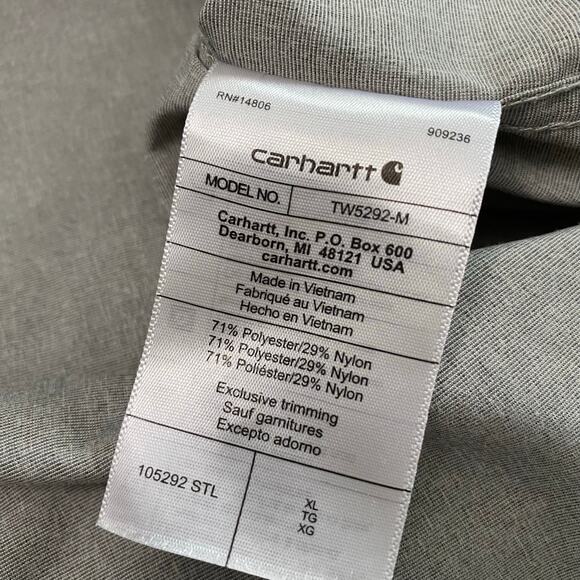 RN#14806
909236
carhartt
MODEL NO. TW5292-M
Carhartt, Inc. P.O. Box 600
Dearborn, MI 48121 USA
carhartt.com
Made in Vietnam
Fabriqué au Vietnam
Hecho en Vietnam
71% Polyester/29% Nylon
71% Polyester/29% Nylon
71% Poliéster/29% Nylon
Exclusive trimming
Sauf garnitures
Excepto adorno
105292 STL
XL
TG
XG